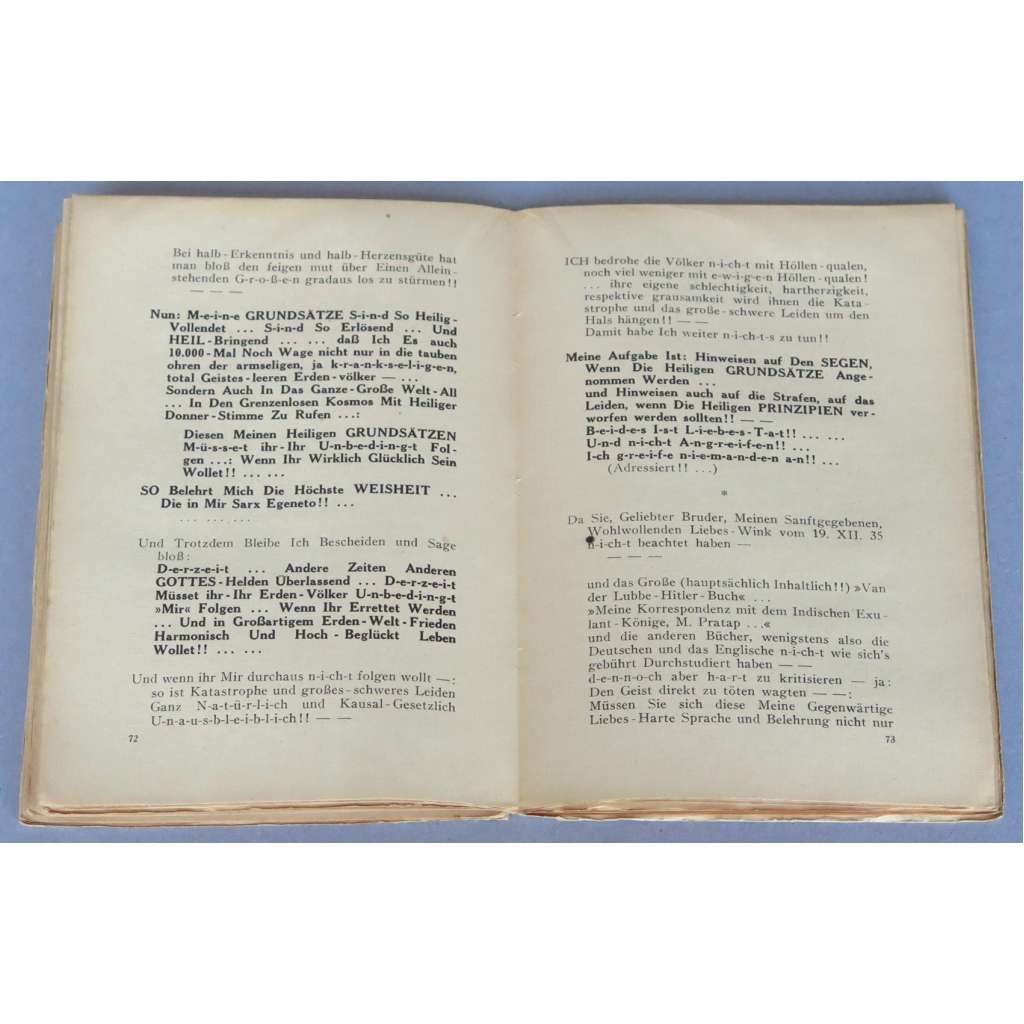 Bei halb-Erkenntnis und halb-Herzensgüte hat
man bloß den feigen mut über Einen Allein-
stehenden G-r-o-ß-e-n gradaus los zu stürmen!!
— — —
Nun: M-e-i-n-e GRUNDSÄTZE S-i-n-d So Heilig-
Vollendet ... S-i-n-d So Erlösend ... Und
HEIL-Bringend ... ... daß Ich Es auch
10.000-Mal Noch Wage nicht nur in die tauben
ohren der armseligen, ja k-r-a-n-k-s-e-l-i-g-e-n,
total Geistes-leeren Erden-völker — ...
Sondern Auch In Das Ganze-Große Welt-All
... In Den Grenzenlosen Kosmos Mit Heiliger
Donner-Stimme Zu Rufen ...:
Diesen Meinen Heiligen GRUNDSÄTZEN
M-ü-s-s-e-t ihr-Ihr U-n-b-e-d-i-n-g-t Fol-
gen ...: Wenn Ihr Wirklich Glücklich Sein
Wollet!! ... ...
SO Belehrt Mich Die Höchste WEISHEIT ...
Die in Mir Sarx Egeneto!! ...
... ... ...
Und Trotzdem Bleibe Ich Bescheiden und Sage
bloß:
D-e-r-z-e-i-t ... Andere Zeiten Anderen
GOTTES-Helden Überlassend ... D-e-r-z-e-i-t
Müsset ihr-Ihr Erden-Völker U-n-b-e-d-i-n-g-t
»Mir« Folgen ... Wenn Ihr Errettet Werden
... Und in Großartigem Erden-Welt-Frieden
Harmonisch Und Hoch-Beglückt Leben
Wollet!! ... ...
Und wenn ihr Mir durchaus n-i-c-h-t folgen wollt —:
so ist Katastrophe und großes-schweres Leiden
Ganz N-a-t-ü-r-l-i-c-h und Kausal-Gesetzlich
U-n-a-u-s-b-l-e-i-b-l-i-c-h!! — —
72
ICH bedrohe die Völker n-i-c-h-t mit Höllen-qualen,
noch viel weniger mit e-w-i-g-e-n Höllen-qualen!
... ihre eigene schlechtigkeit, hartherzigkeit,
respektive grausamkeit wird ihnen die Kata-
strophe und das große-schwere Leiden um den
Hals hängen!! — —
Damit habe Ich weiter n-i-c-h-t-s zu tun!!
Meine Aufgabe Ist: Hinweisen auf Den SEGEN,
Wenn Die Heiligen GRUNDSÄTZE Ange-
nommen Werden ...
und Hinweisen auch auf die Strafen, auf das
Leiden, wenn Die Heiligen PRINZIPIEN ver-
worfen werden sollten!! — —
B-e-i-d-e-s I-s-t L-i-e-b-e-s-T-a-t!! ... ...
U-n-d n-i-c-h-t A-n-g-r-e-i-f-e-n!! ...
I-ch g-r-e-i-f-e n-i-e-m-a-n-d-e-n a-n!! ...
(Adressiert!! ...)
*
Da Sie, Geliebter Bruder, Meinen Sanftgegebenen,
Wohlwollenden Liebes-Wink vom 19. XII. 35
n-i-c-h-t beachtet haben —
— — —
und das Große (hauptsächlich Inhaltlich!!) »Van
der Lubbe-Hitler-Buch« ...
»Meine Korrespondenz mit dem Indischen Exu-
lant-Könige, M. Pratap ...«
und die anderen Bücher, wenigstens also die
Deutschen und das Englische n-i-c-h-t wie sich's
gebührt Durchstudiert haben — —
d-e-n-n-o-ch aber h-a-r-t zu kritisieren — ja:
Den Geist direkt zu töten wagten — —:
Müssen Sie sich diese Meine Gegenwärtige
Liebes-Harte Sprache und Belehrung nicht nur
73